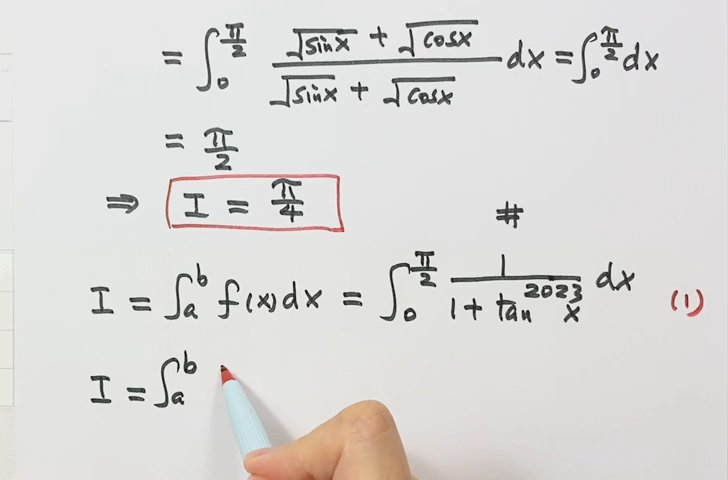 = ∫₀^(π/2) (√sinx + √cosx)/(√sinx + √cosx) dx = ∫₀^(π/2) dx
= π/2
⇒ I = π/4 #
I = ∫ₐᵇ f(x)dx = ∫₀^(π/2) 1/(1 + tan²⁰²³ x) dx (1)
I = ∫ₐᵇ